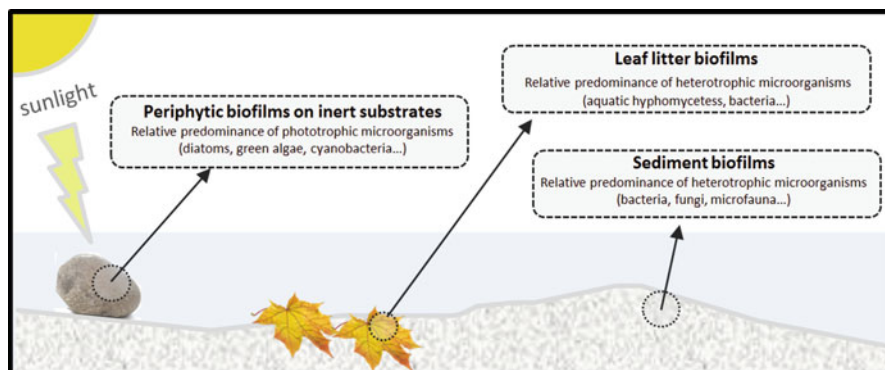 sunlight
Periphytic biofilms on inert substrates
Relative predominance of phototrophic microorganisms
(diatoms, green algae, cyanobacteria...)
Leaf litter biofilms
Relative predominance of heterotrophic microorganisms
(aquatic hyphomycetess, bacteria...)
Sediment biofilms
Relative predominance of heterotrophic microorganisms
(bacteria, fungi, microfauna...)